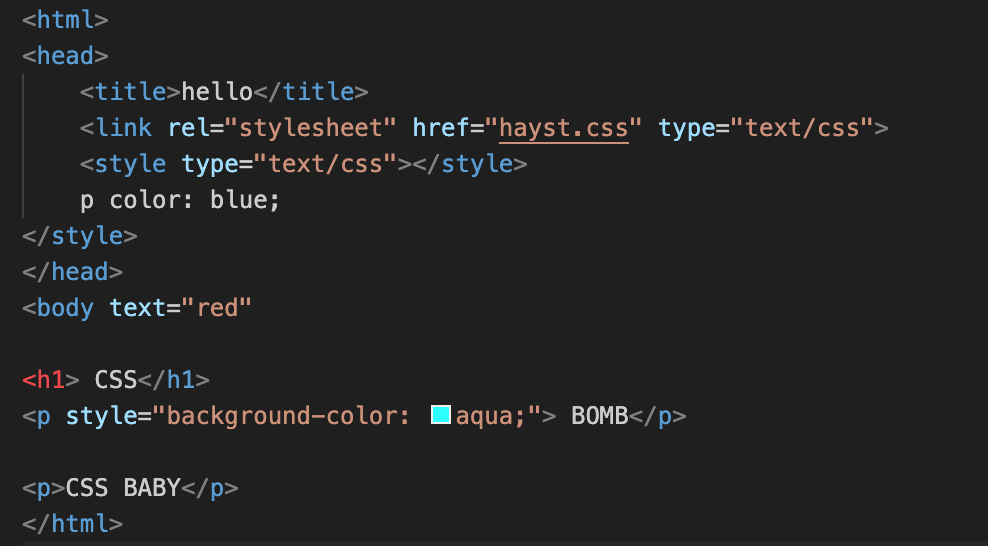 <html>
<head>
<title>hello</title>
<link rel="stylesheet" href="hayst.css" type="text/css">
<style type="text/css"></style>
p color: blue;
</style>
</head>
<body text="red"
<h1> CSS</h1>
<p style="background-color: aqua;"> BOMB</p>
<p>CSS BABY</p>
</html>